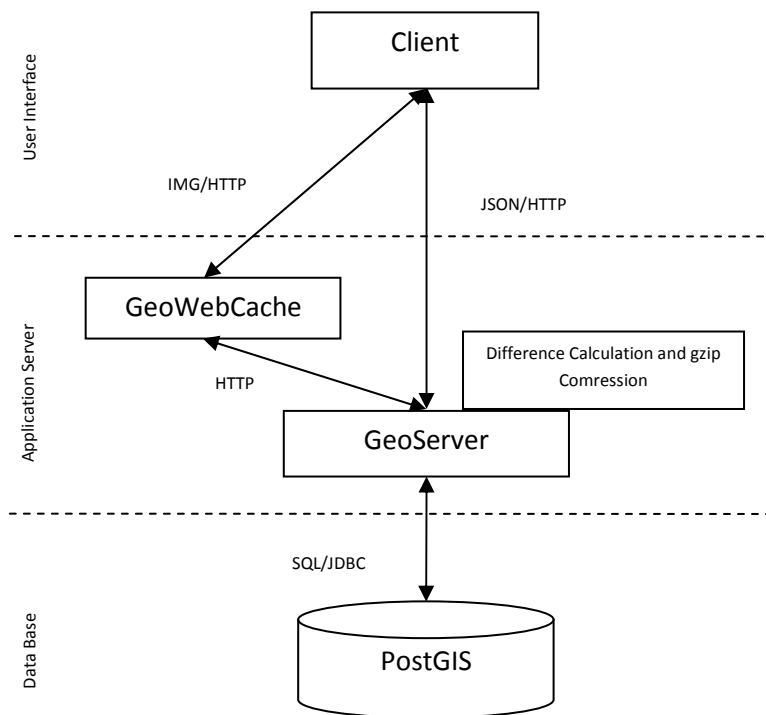 Client
User Interface
IMG/HTTP
JSON/HTTP
GeoWebCache
Application Server
Difference Calculation and gzip
Comression
HTTP
GeoServer
SQL/JDBC
Data Base
PostGIS